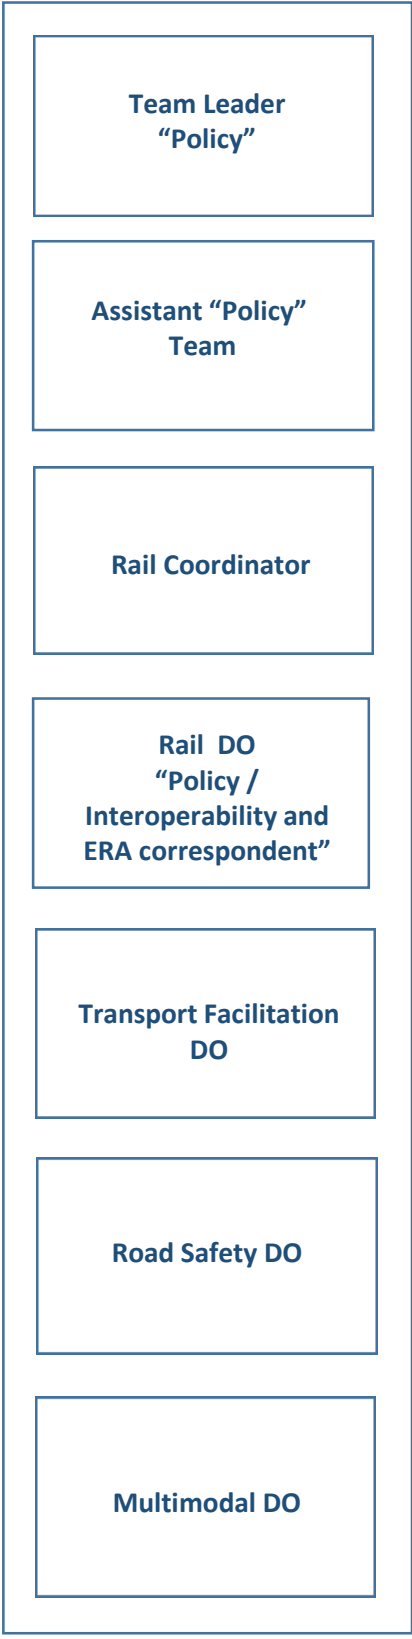 Team Leader
“Policy”
Assistant “Policy”
Team
Rail Coordinator
Rail DO
“Policy /
Interoperability and
ERA correspondent”
Transport Facilitation
DO
Road Safety DO
Multimodal DO